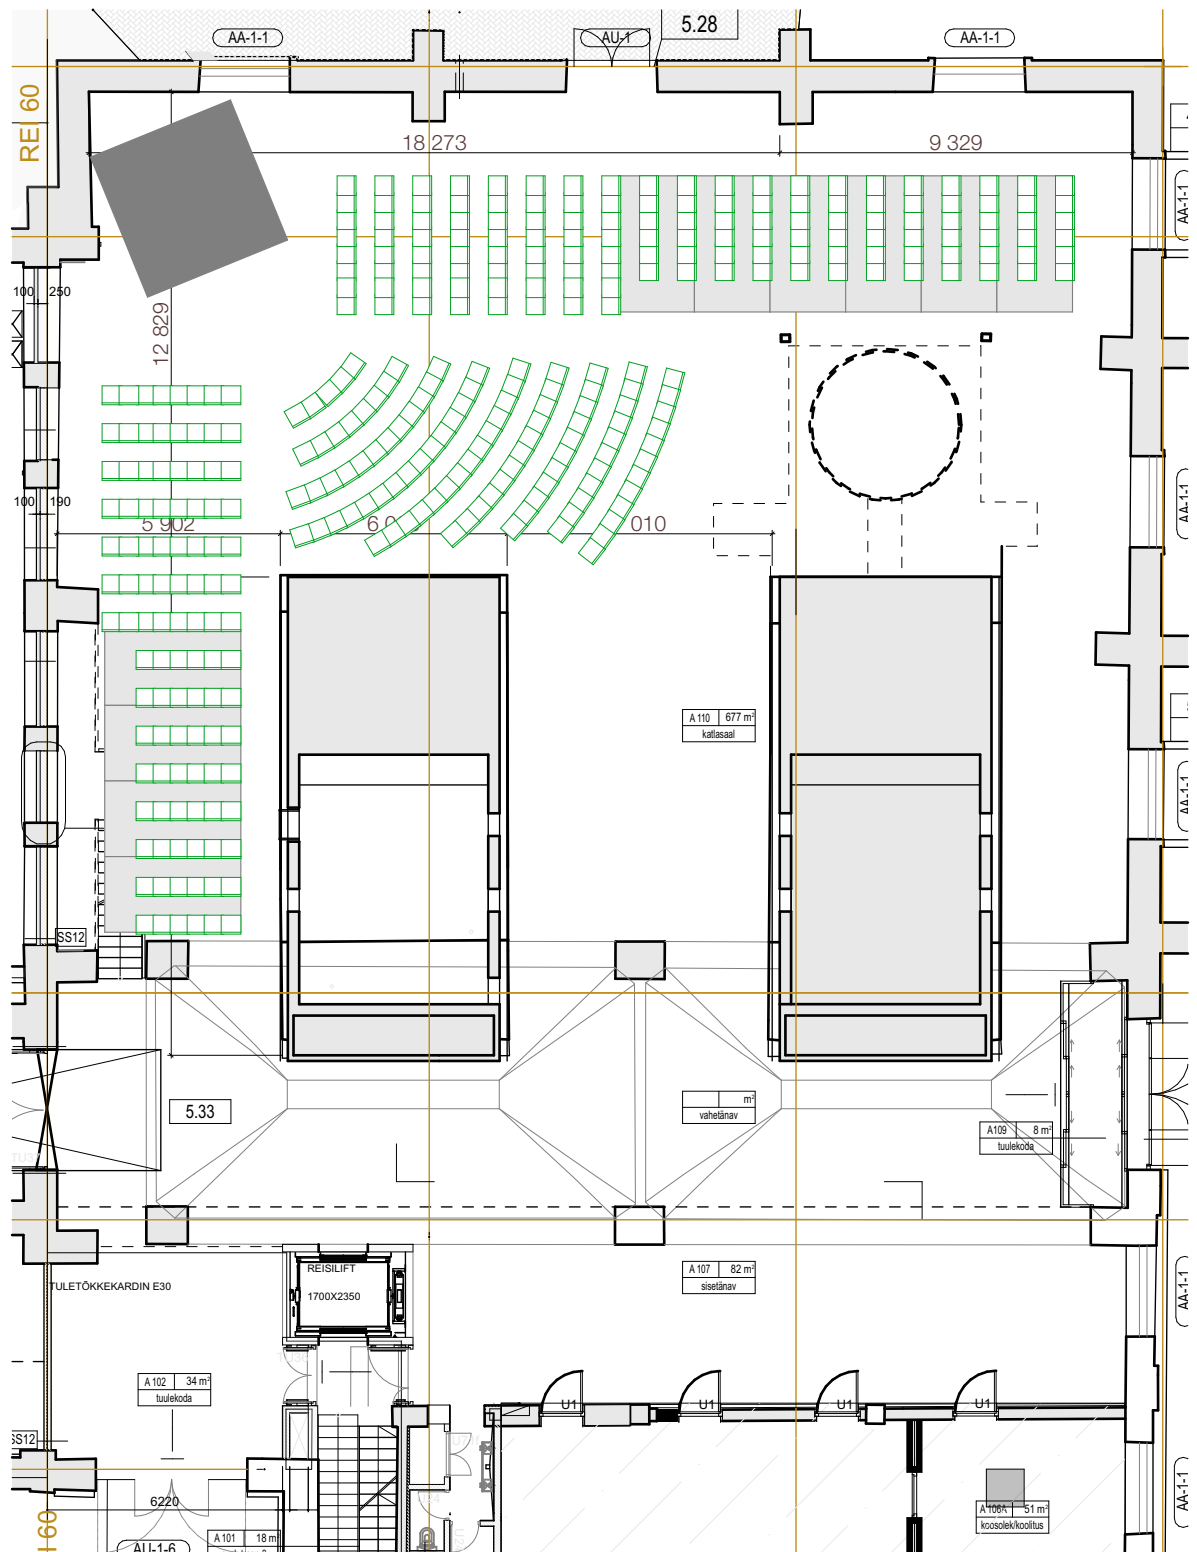 5.28
AA-1-1
AU-1
AA-1-1
REI 60
18 273
9 329
AA-1-1
100
250
12 829
100
190
5 902
010
AA-1-1
A 110
677 m²
katlasaal
AA-1-1
SS12
5.33
m²
vahetänav
A109
8 m²
tuulekoda
REISILIFT
A 107
82 m²
sisetänav
TULETÕKKEKARDIN E30
1700X2350
AA-1-1
A 102
34 m²
tuulekoda
U1
U1
U1
U1
SS12
6220
A 106A
51 m²
koosolek/koolitus
AA-1-1
A 101
18 m²
AU-1-6
60